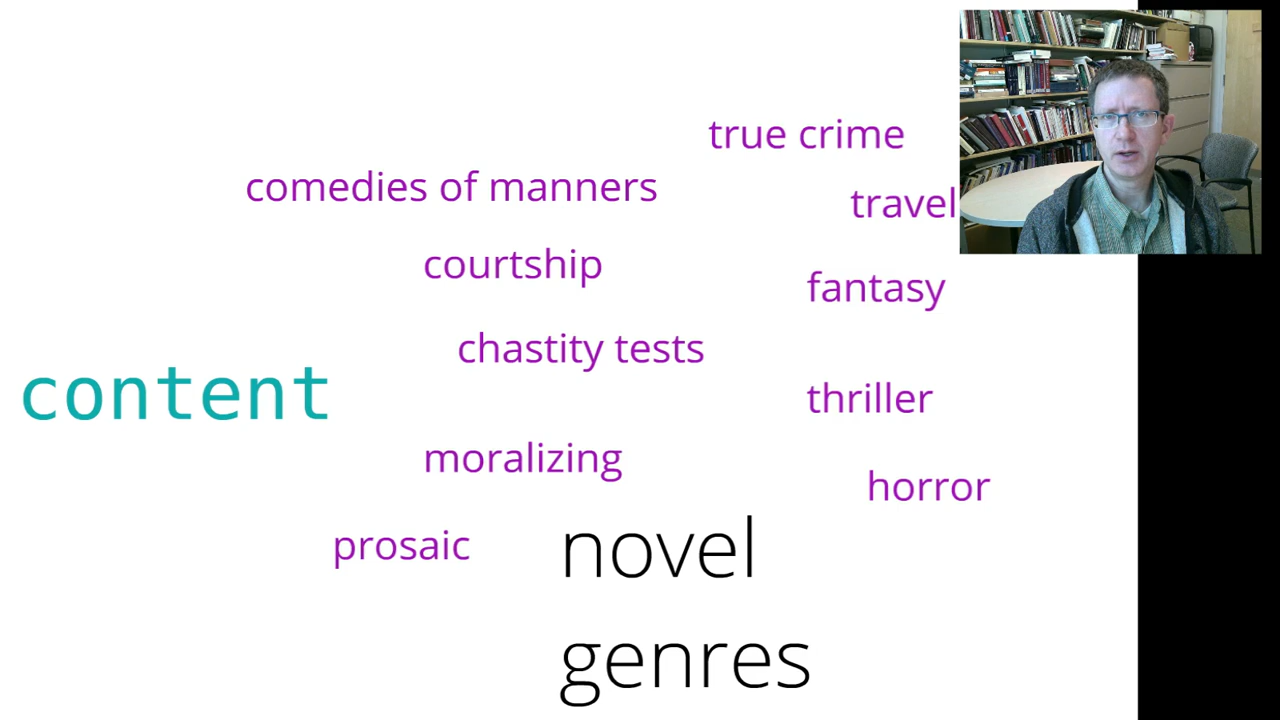 true crime
comedies of manners
travel
courtship
fantasy
chastity tests
content
thriller
moralizing
horror
prosaic
novel
genres